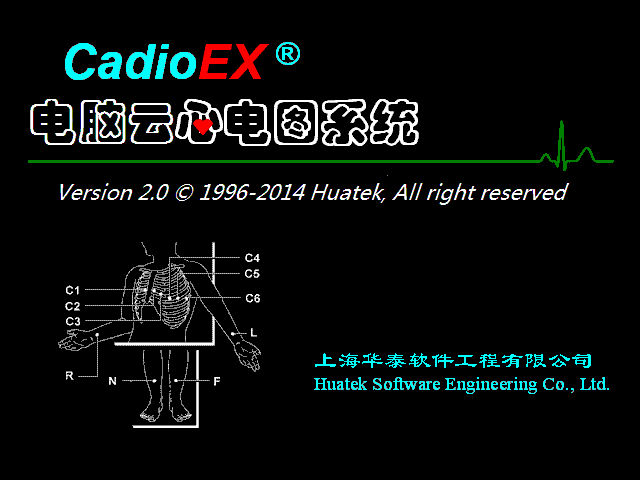 CadioEX®
电脑云心电图系统
Version 2.0 © 1996-2014 Huatek, All right reserved
C4
C5
C1
C6
C2
C3
L
R
N
F
上海华泰软件工程有限公司
Huatek Software Engineering Co., Ltd.